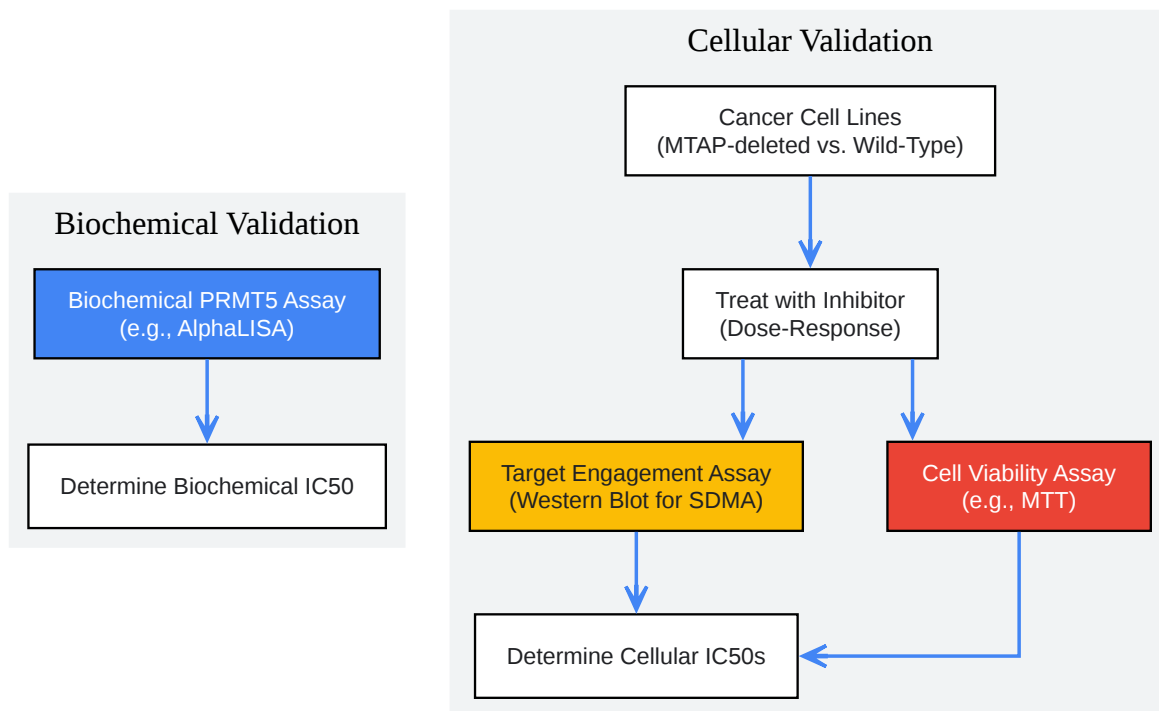 Biochemical Validation
Biochemical PRMT5 Assay
(e.g., AlphaLISA)
Determine Biochemical IC50
Cellular Validation
Cancer Cell Lines
(MTAP-deleted vs. Wild-Type)
Treat with Inhibitor
(Dose-Response)
Target Engagement Assay
(Western Blot for SDMA)
Cell Viability Assay
(e.g., MTT)
Determine Cellular IC50s